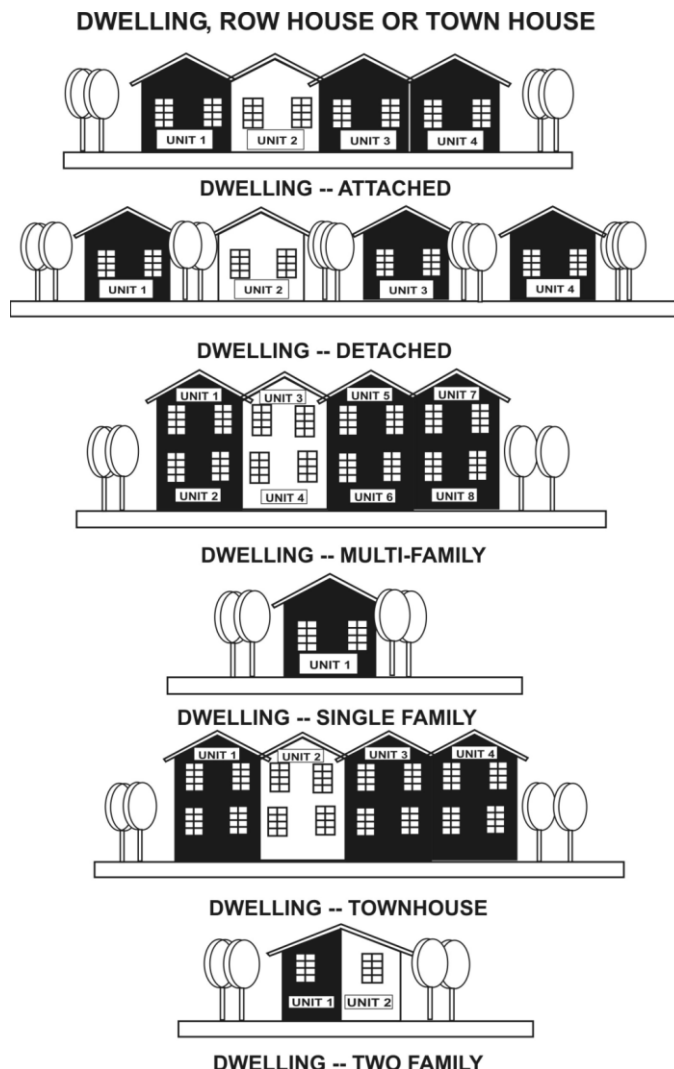 DWELLING, ROW HOUSE OR TOWN HOUSE
UNIT 1 UNIT 2 UNIT 3 UNIT 4
DWELLING -- ATTACHED
UNIT 1 UNIT 2 UNIT 3 UNIT 4
DWELLING -- DETACHED
UNIT 1 UNIT 3 UNIT 5 UNIT 7
UNIT 2 UNIT 4 UNIT 6 UNIT 8
DWELLING -- MULTI-FAMILY
UNIT 1
DWELLING -- SINGLE FAMILY
UNIT 1 UNIT 2 UNIT 3 UNIT 4
DWELLING -- TOWNHOUSE
UNIT 1 UNIT 2
DWELLING -- TWO FAMILY